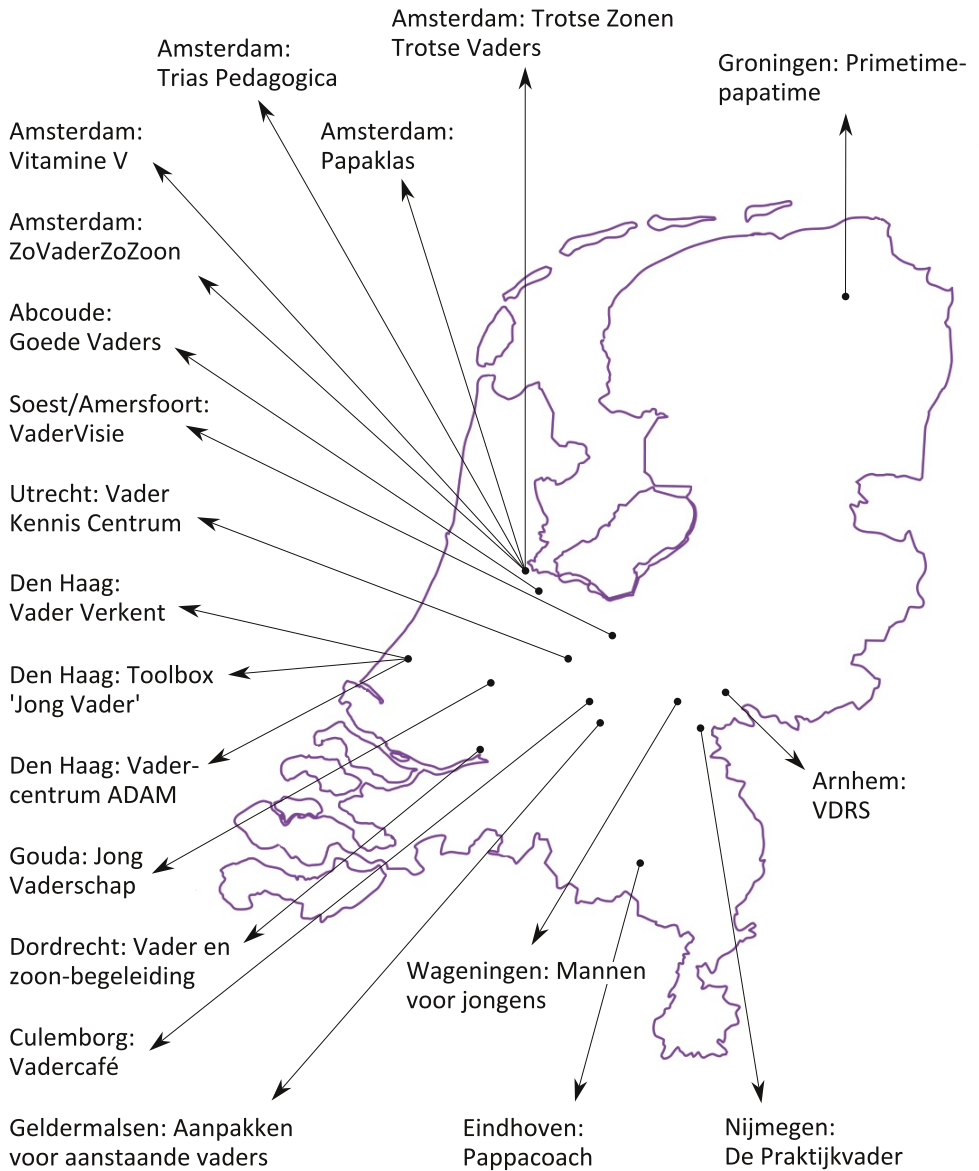 Amsterdam: Trotse Zonen
Trotse Vaders
Amsterdam:
Trias Pedagogica
Groningen: Primetime-
papatime
Amsterdam:
Vitamine V
Amsterdam:
Papaklas
Amsterdam:
ZoVaderZoZoon
Abcoude:
Goede Vaders
Soest/Amersfoort:
VaderVisie
Utrecht: Vader
Kennis Centrum
Den Haag:
Vader Verkent
Den Haag: Toolbox
'Jong Vader'
Den Haag: Vader-
centrum ADAM
Arnhem:
VDRS
Gouda: Jong
Vaderschap
Dordrecht: Vader en
zoon-begeleiding
Wageningen: Mannen
voor jongens
Culemborg:
Vadercafé
Geldermalsen: Aanpakken
voor aanstaande vaders
Eindhoven:
Pappacoach
Nijmegen:
De Praktijkvader